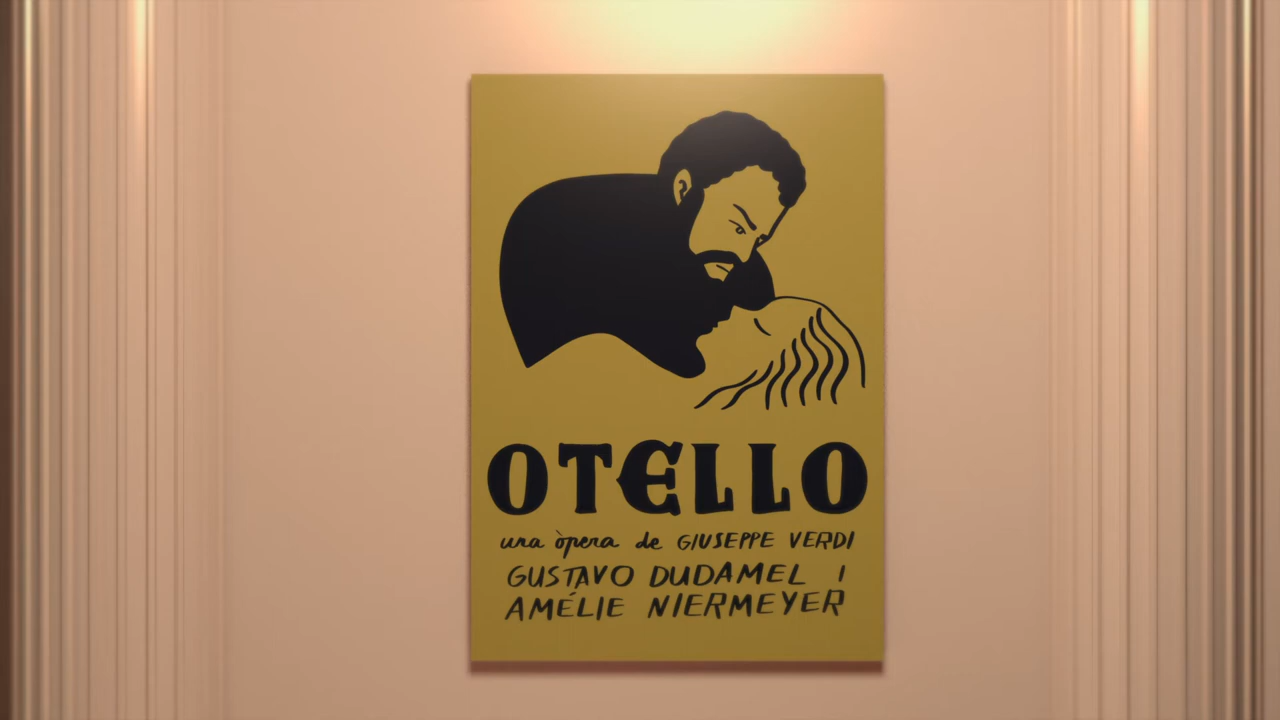 OTELLO
una òpera de GIUSEPPE VERDI
GUSTAVO DUDAMEL I
AMÉLIE NIERMEYER